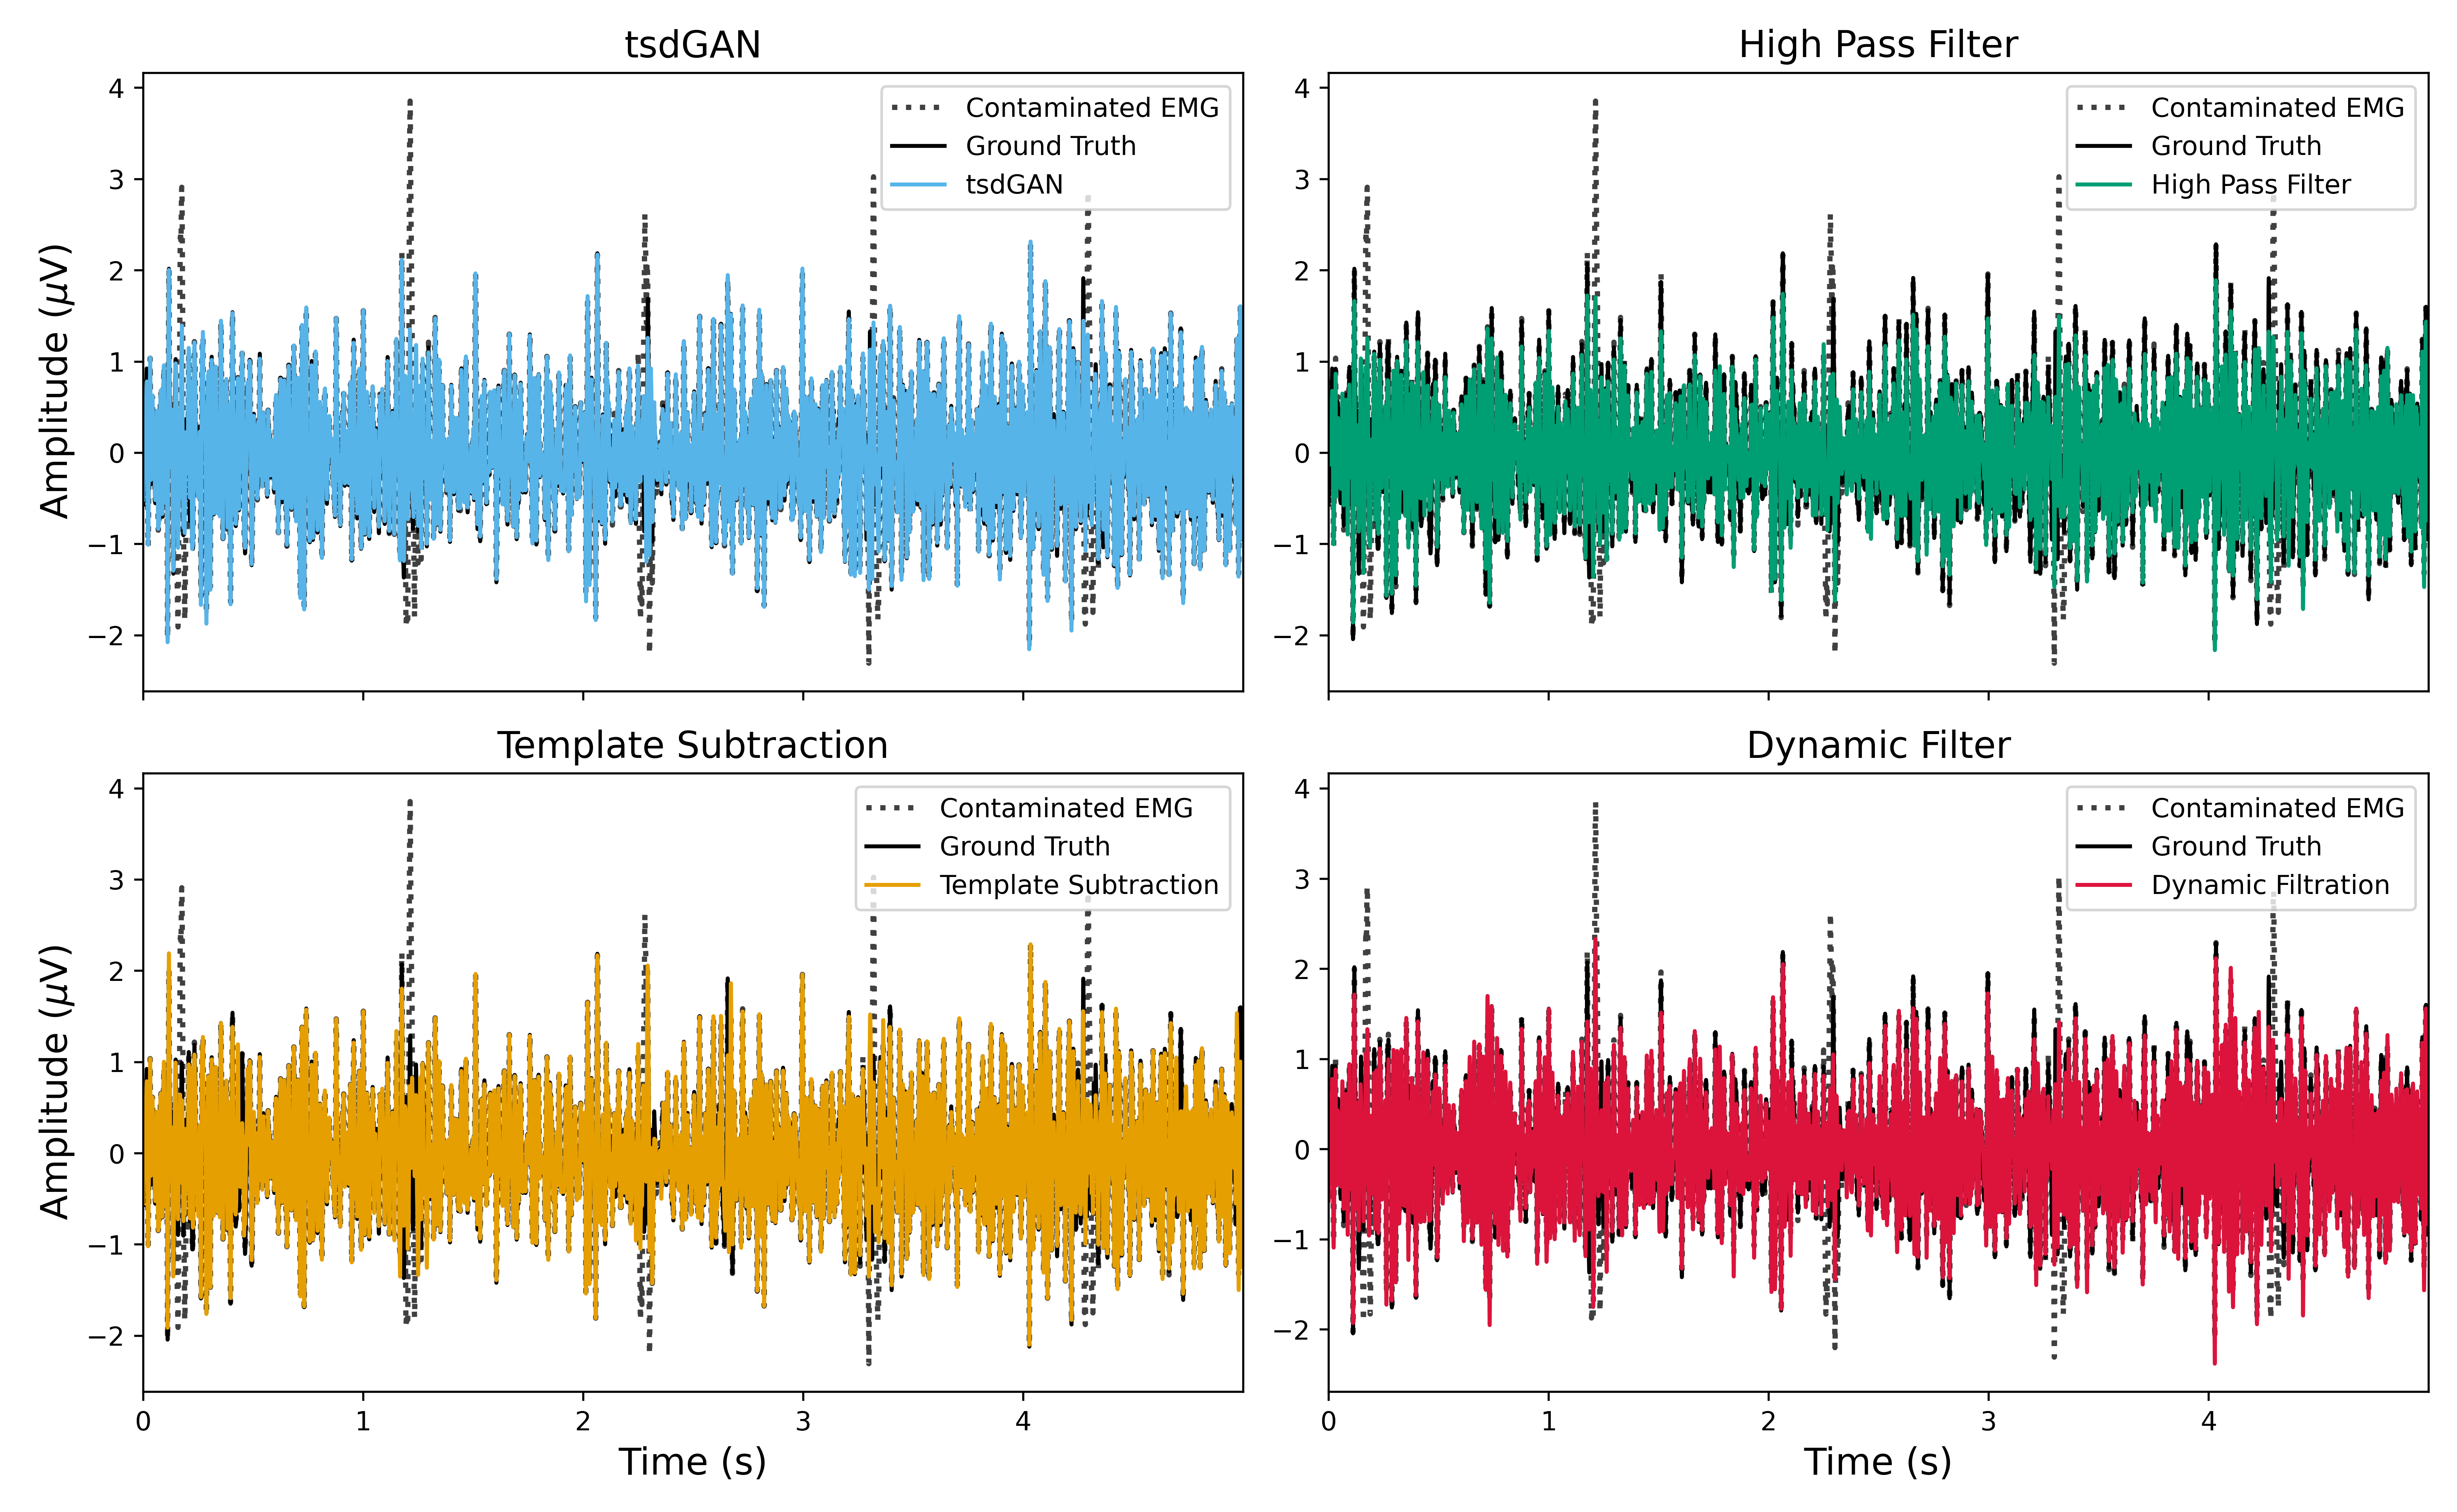 tsdGAN
High Pass Filter
Amplitude (μV)
4
3
2
1
0
−1
−2
Contaminated EMG
Ground Truth
tsdGAN
4
3
2
1
0
−1
−2
Contaminated EMG
Ground Truth
High Pass Filter
Template Subtraction
Dynamic Filter
Amplitude (μV)
4
3
2
1
0
−1
−2
Contaminated EMG
Ground Truth
Template Subtraction
4
3
2
1
0
−1
−2
Contaminated EMG
Ground Truth
Dynamic Filtration
0 1 2 3 4
0 1 2 3 4
Time (s)
Time (s)